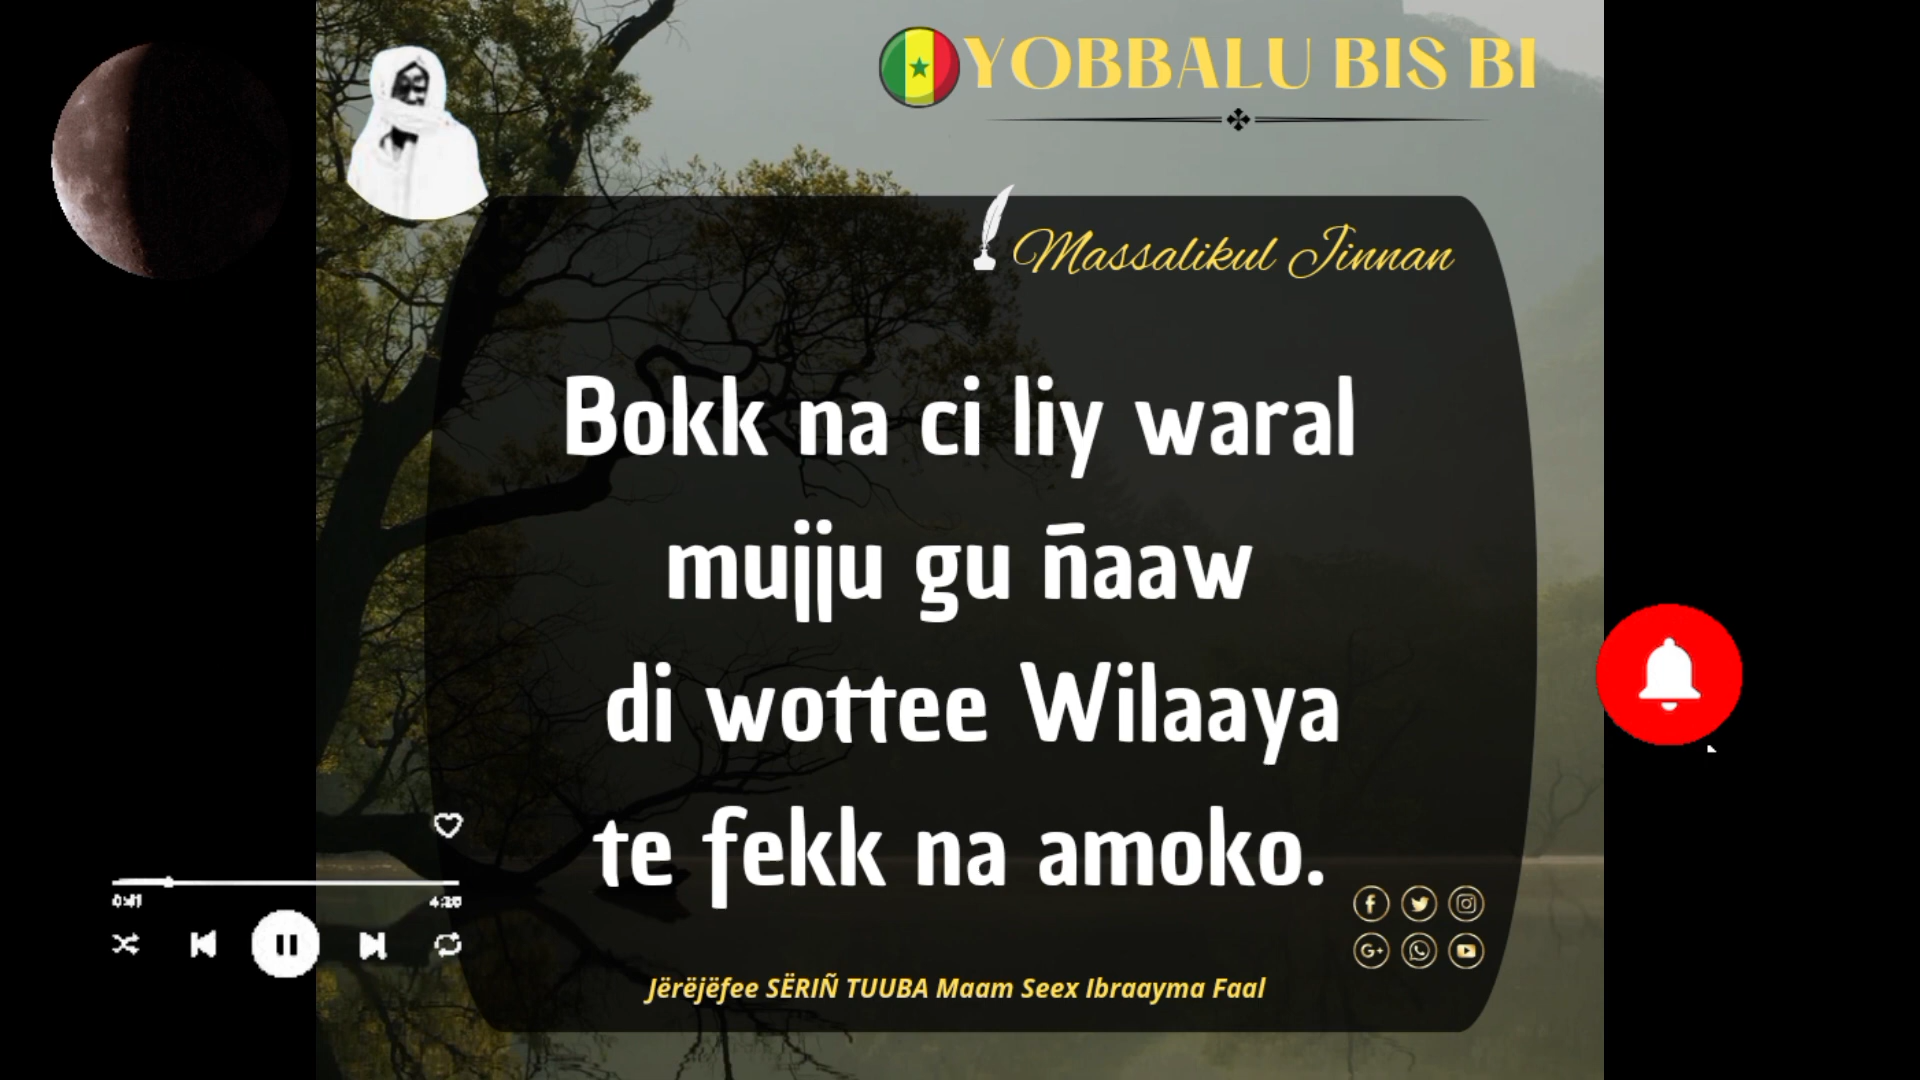 YOBBALU BIS BI
Massalikul Jinnan
Bokk na ci liy waral
mujju gu ñaaw
di wottee Wilaaya
te fekk na amoko.
Jërëjëfee SËRIÑ TUUBA Maam Seex Ibraayma Faal